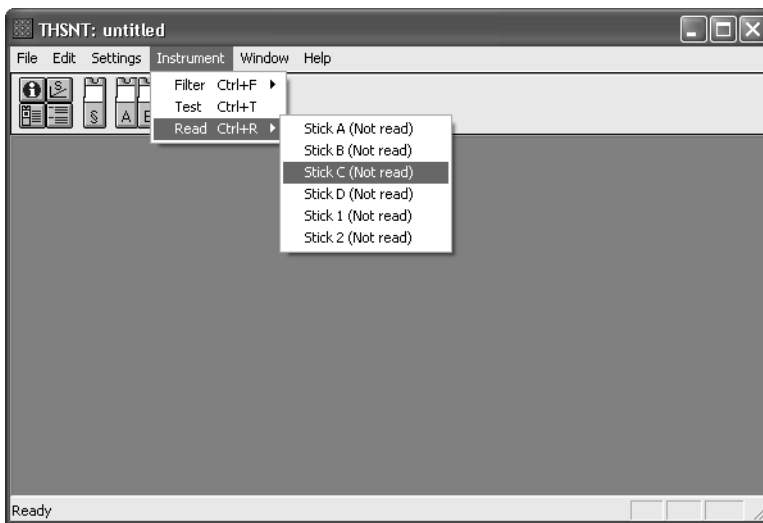 THSNT: untitled
File Edit Settings Instrument Window Help
Filter Ctrl+F
§ A
Test Ctrl+T
Read Ctrl+R
Stick A (Not read)
Stick B (Not read)
Stick C (Not read)
Stick D (Not read)
Stick 1 (Not read)
Stick 2 (Not read)
Ready